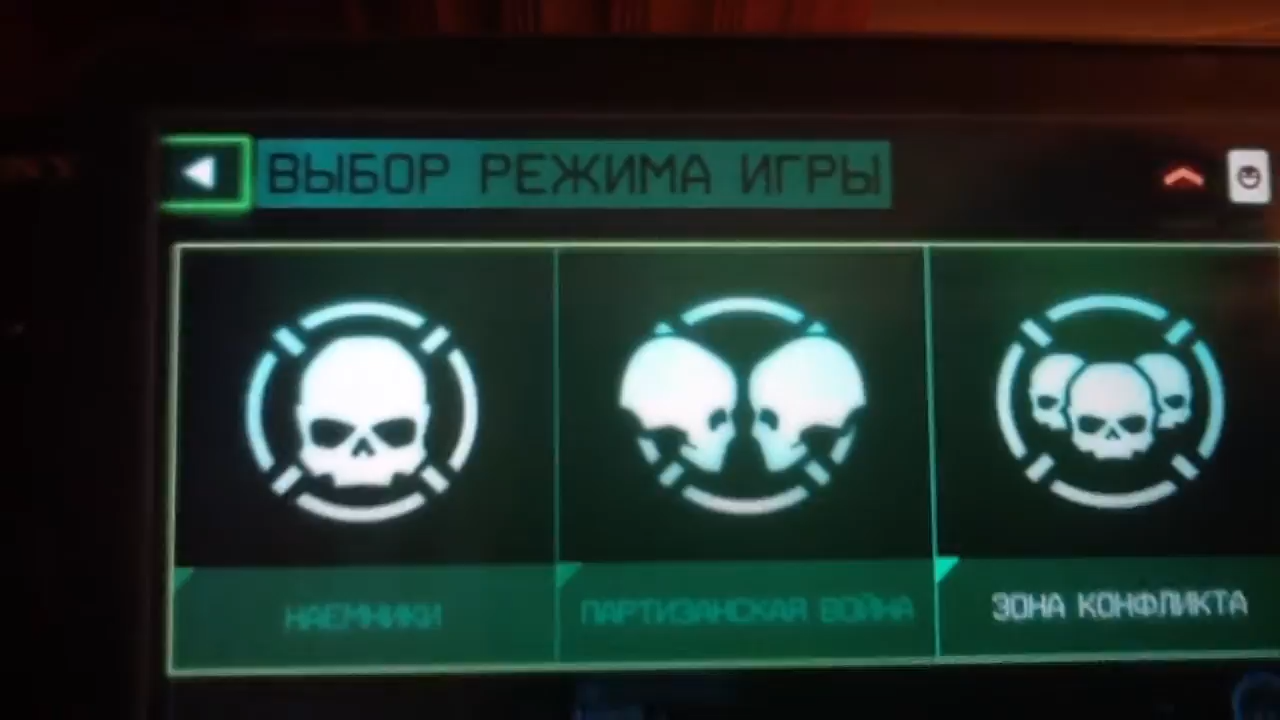 ВЫБОР РЕЖИМА ИГРЫ
НАЕМНИКИ
ПАРТИЗАНСКАЯ ВОЙНА
ЗОНА КОНФЛИКТА